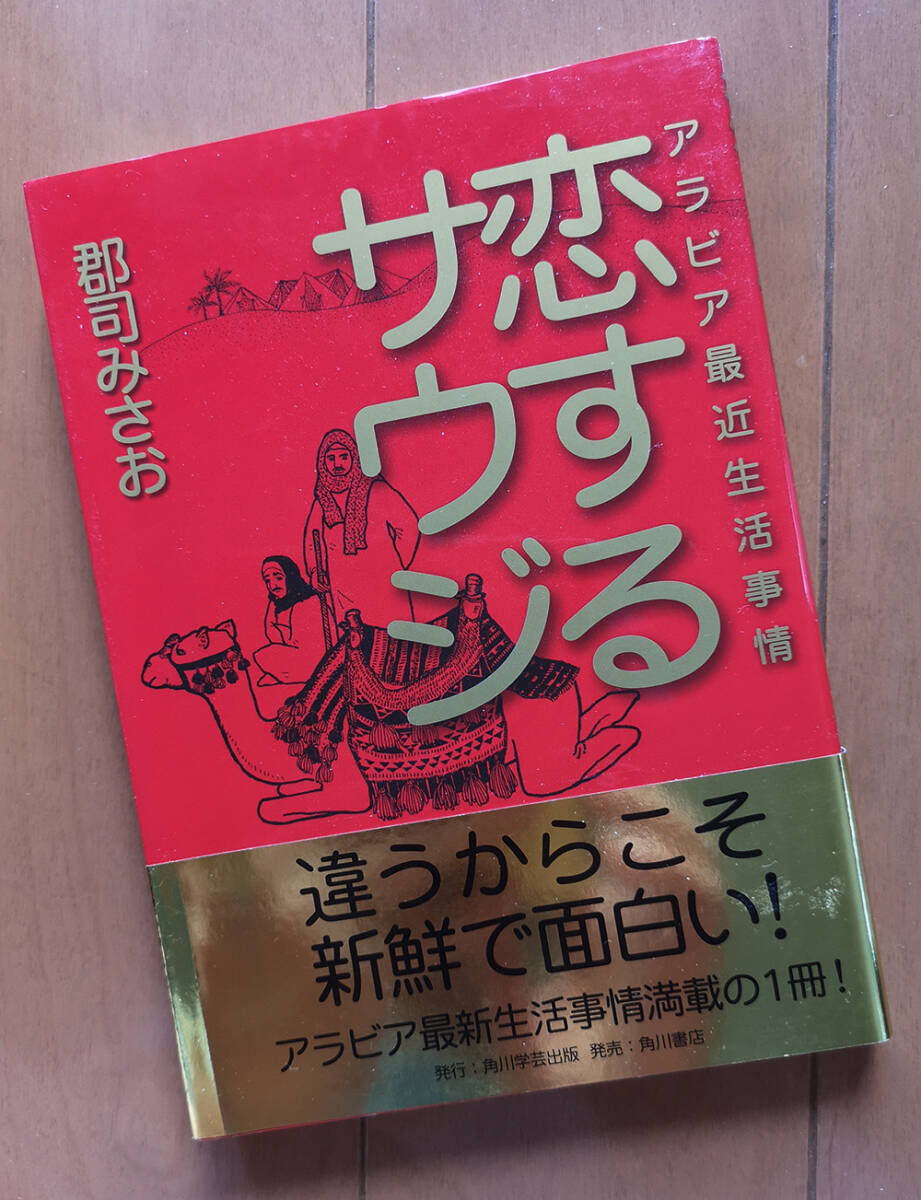 アラビア最近生活事情
恋する
サウジ
郡司みさお
違うからこそ
新鮮で面白い!
アラビア最新生活事情満載の1冊!
発行:角川学芸出版 発売:角川書店